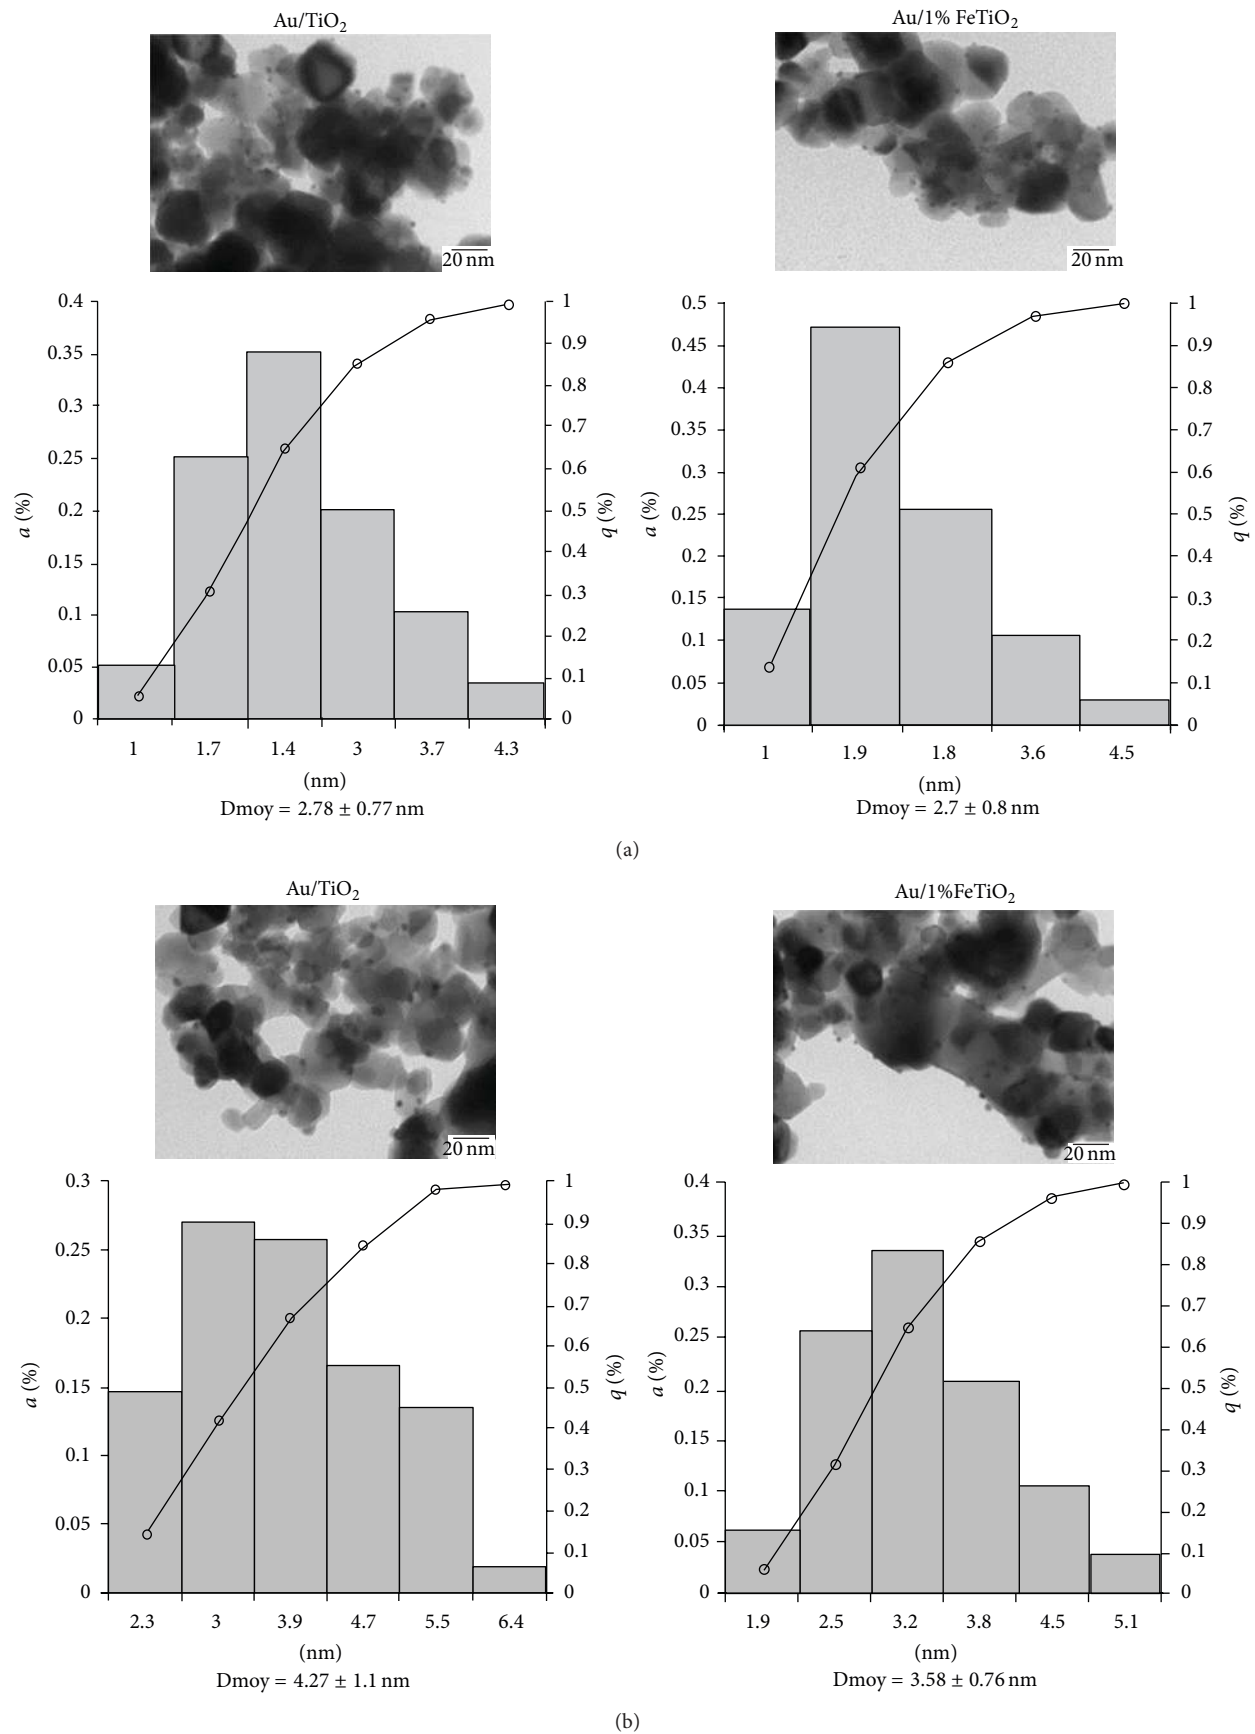 Au/TiO₂
20 nm
0.4
0.35
0.3
0.25
0.2
0.15
0.1
0.05
0
a (%)
1
0.9
0.8
0.7
0.6
0.5
0.4
0.3
0.2
0.1
0
q (%)
1 1.7 1.4 3 3.7 4.3
(nm)
Dmoy = 2.78 ± 0.77 nm
Au/1% FeTiO₂
20 nm
0.5
0.45
0.4
0.35
0.3
0.25
0.2
0.15
0.1
0.05
0
a (%)
1
0.9
0.8
0.7
0.6
0.5
0.4
0.3
0.2
0.1
0
q (%)
1 1.9 1.8 3.6 4.5
(nm)
Dmoy = 2.7 ± 0.8 nm
(a)
Au/TiO₂
20 nm
0.3
0.25
0.2
0.15
0.1
0.05
0
a (%)
1
0.9
0.8
0.7
0.6
0.5
0.4
0.3
0.2
0.1
0
q (%)
2.3 3 3.9 4.7 5.5 6.4
(nm)
Dmoy = 4.27 ± 1.1 nm
Au/1%FeTiO₂
20 nm
0.4
0.35
0.3
0.25
0.2
0.15
0.1
0.05
0
a (%)
1
0.9
0.8
0.7
0.6
0.5
0.4
0.3
0.2
0.1
0
q (%)
1.9 2.5 3.2 3.8 4.5 5.1
(nm)
Dmoy = 3.58 ± 0.76 nm
(b)